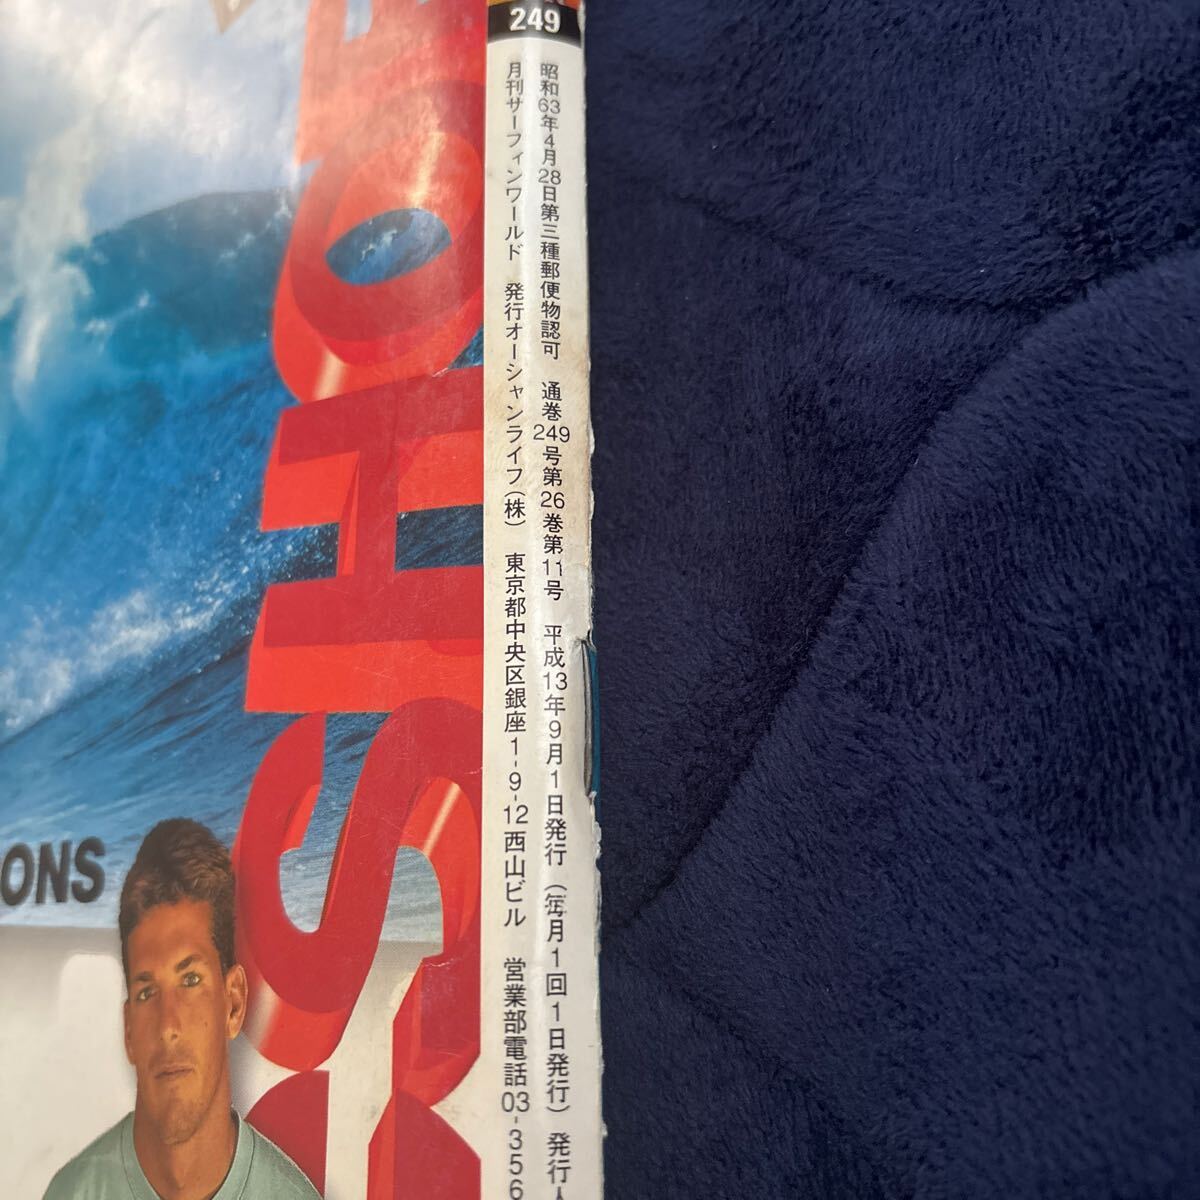 249
昭和63年4月28日第三種郵便物認可 通巻249号第26巻第11号 平成13年9月1日発行(毎月1回1日発行) 発行人
月刊サーフィンワールド 発行オーシャンライフ(株) 東京都中央区銀座1-9-12西山ビル 営業部電話03-356
SHO
ONS